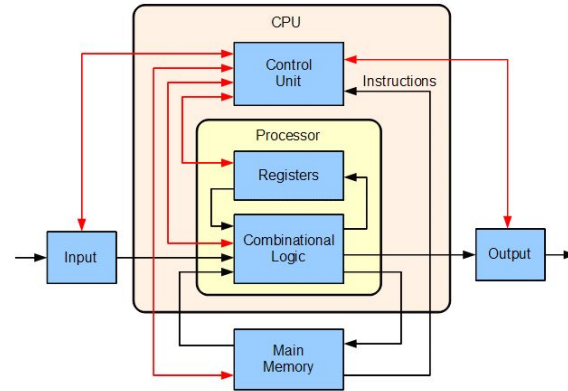 CPU
Control
Unit
Instructions
Processor
Registers
Combinational
Logic
Input
Output
Main
Memory